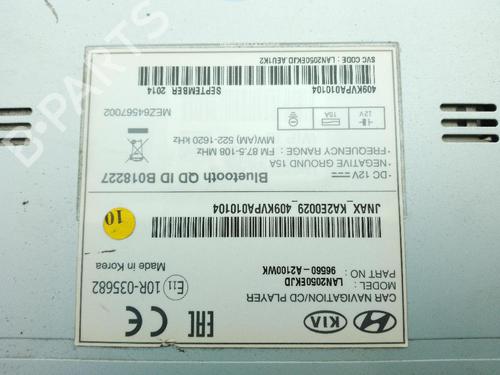 KIA
EAC
CE
CAR NAVIGATION/CD PLAYER
MODEL: LAN2050EKJD
PART NO: 96560-A2100WK
E11 10R-035682
Made in Korea
JNAX_KA2E0029_409KVPA010104
10
Bluetooth QD ID B018227
· DC 12V
· NEGATIVE GROUND 15A
· FREQUENCY RANGE: FM 87.5-108 MHz
MW(AM) 522-1620 kHz
12V
15A
MEZ64567002
409KVPA010104
SEPTEMBER 2014
SVC CODE : LAN2050EKJD.AEU1K2
B-Parts